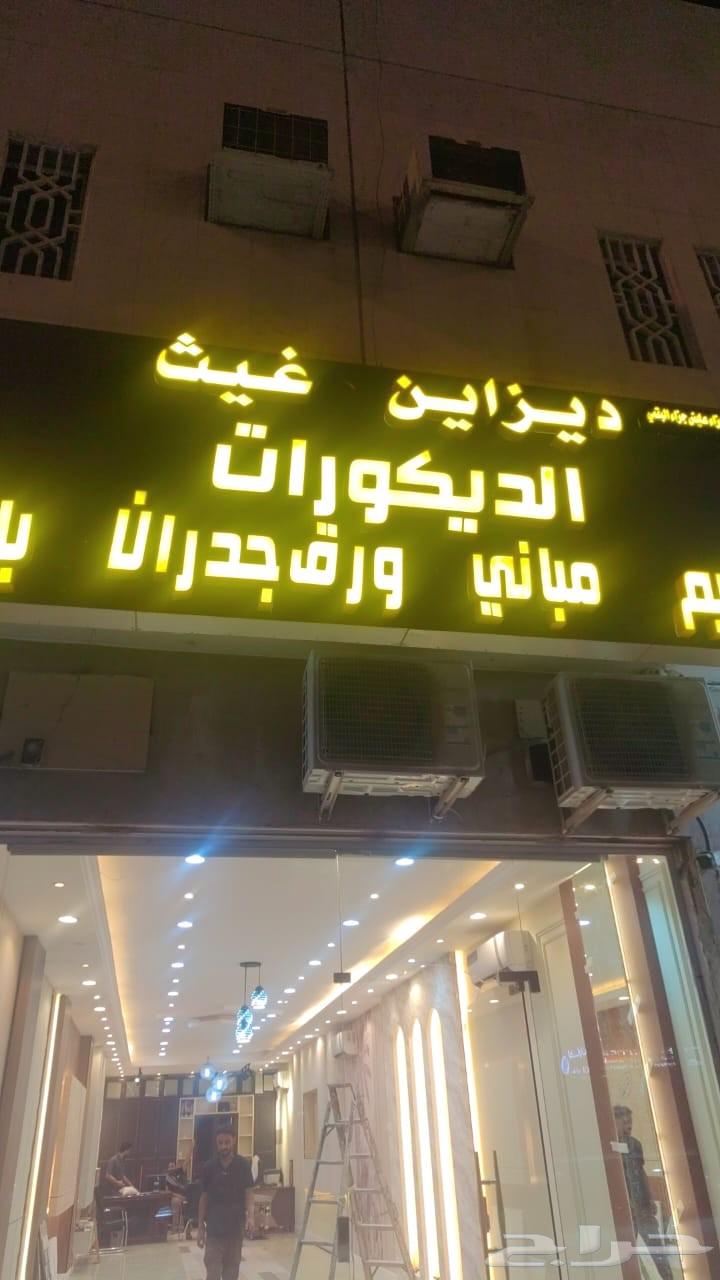 ديزاين غيث
الديكورات
مباني ورق جدران
حراج